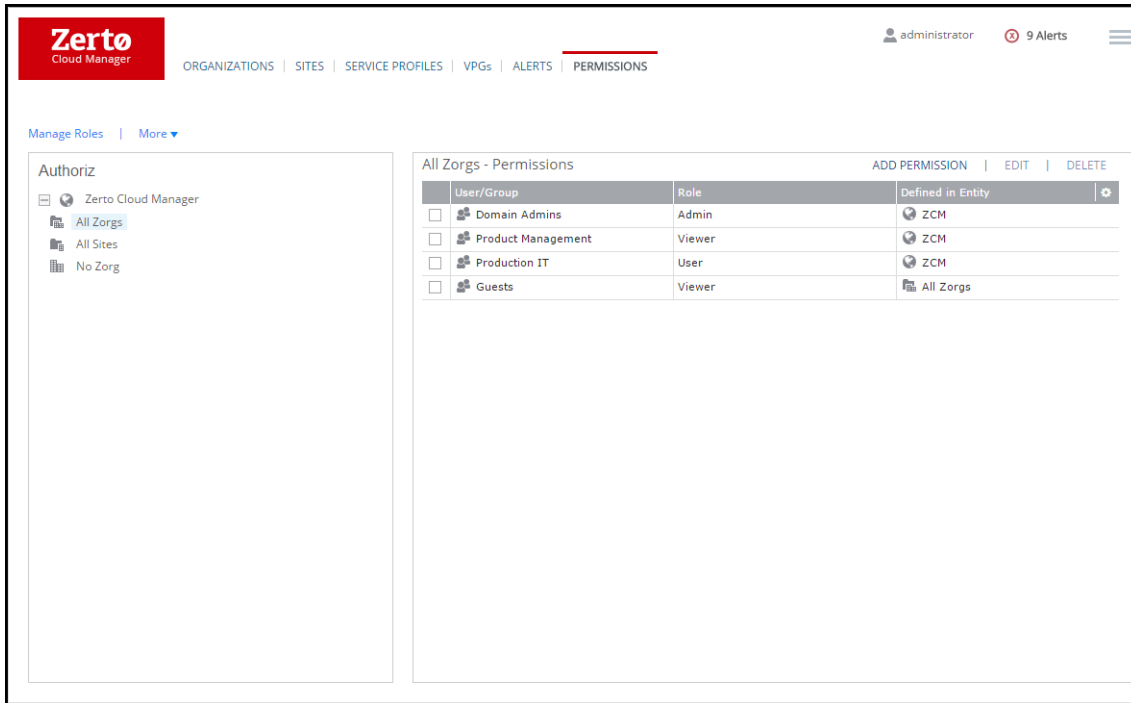 Zerto
Cloud Manager
administrator
9 Alerts
ORGANIZATIONS | SITES | SERVICE PROFILES | VPGs | ALERTS | PERMISSIONS
Manage Roles | More
Authoriz
Zerto Cloud Manager
All Zorgs
All Sites
No Zorg
All Zorgs - Permissions
ADD PERMISSION | EDIT | DELETE
User/Group Role Defined in Entity
Domain Admins Admin ZCM
Product Management Viewer ZCM
Production IT User ZCM
Guests Viewer All Zorgs